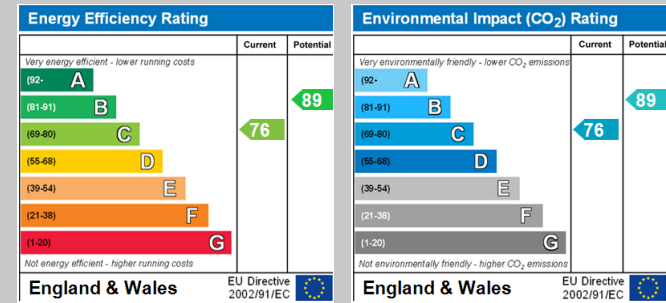 Energy Efficiency Rating
Current Potential
Very energy efficient - lower running costs
(92- A
(81-91) B
89
(69-80) C
76
(55-68) D
(39-54) E
(21-38) F
(1-20) G
Not energy efficient - higher running costs
England & Wales
EU Directive
2002/91/EC
Environmental Impact (CO₂) Rating
Current Potential
Very environmentally friendly - lower CO₂ emissions
(92- A
(81-91) B
89
(69-80) C
76
(55-68) D
(39-54) E
(21-38) F
(1-20) G
Not environmentally friendly - higher CO₂ emissions
England & Wales
EU Directive
2002/91/EC